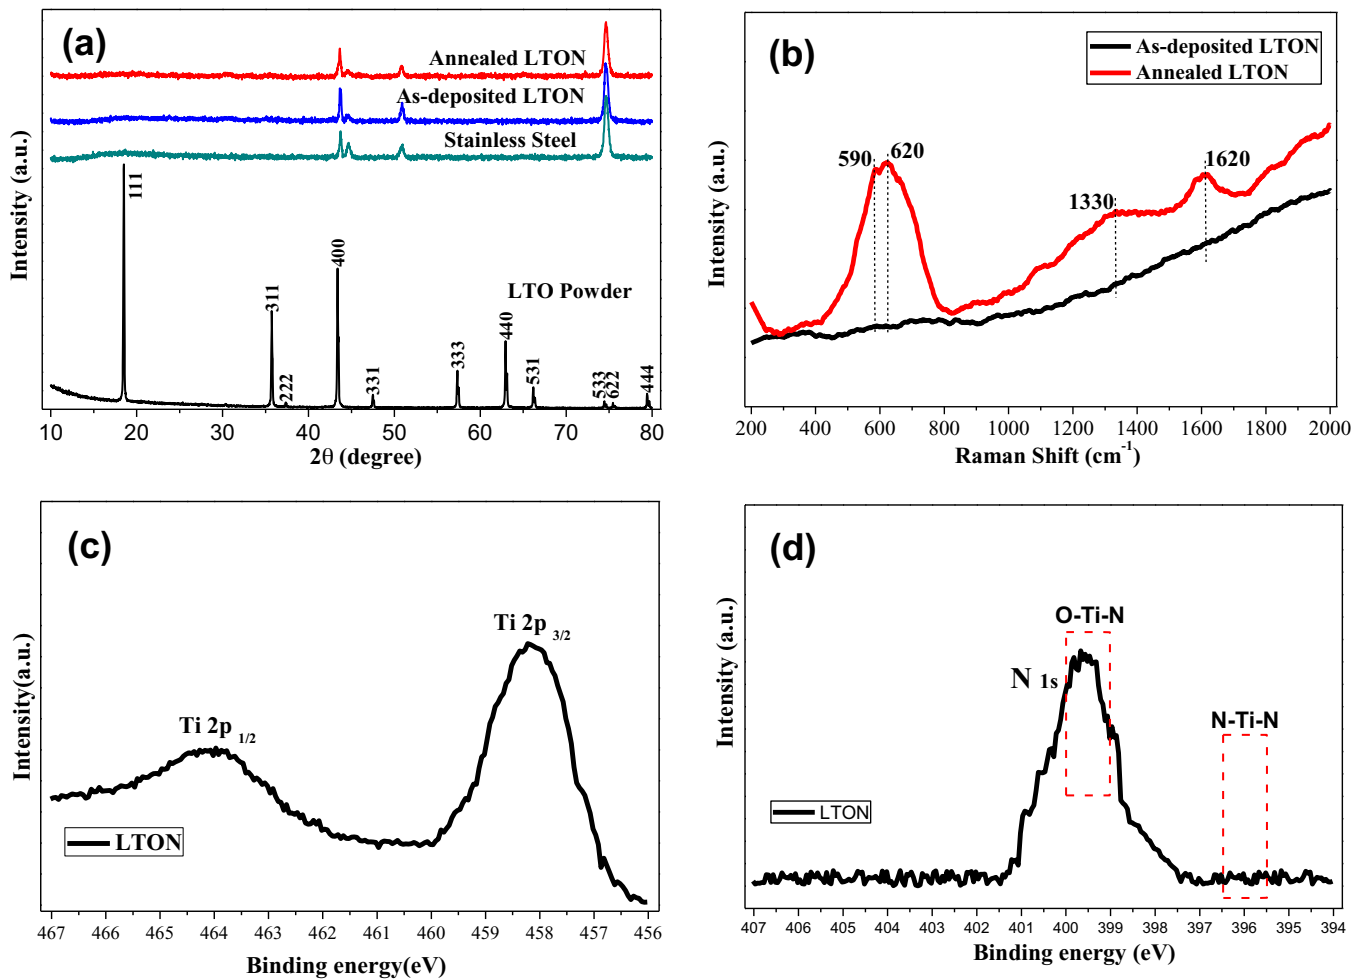 (a)
Annealed LTON
As-deposited LTON
Stainless Steel
LTO Powder
111
311
222
400
331
333
440
531
533
622
444
Intensity (a.u.)
10 20 30 40 50 60 70 80
2θ (degree)
(b)
As-deposited LTON
Annealed LTON
590 620
1330
1620
Intensity (a.u.)
200 400 600 800 1000 1200 1400 1600 1800 2000
Raman Shift (cm-1)
(c)
Ti 2p 3/2
Ti 2p 1/2
LTON
Intensity(a.u.)
467 466 465 464 463 462 461 460 459 458 457 456
Binding energy(eV)
(d)
O-Ti-N
N 1s
N-Ti-N
LTON
Intensity (a.u.)
407 406 405 404 403 402 401 400 399 398 397 396 395 394
Binding energy (eV)